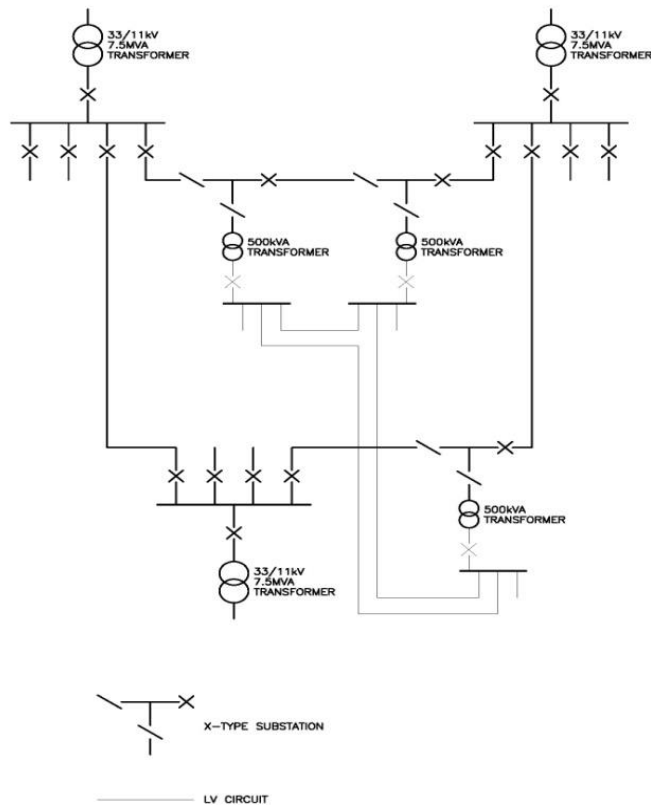 33/11kV
7.5MVA
TRANSFORMER
33/11kV
7.5MVA
TRANSFORMER
500kVA
TRANSFORMER
500kVA
TRANSFORMER
500kVA
TRANSFORMER
33/11kV
7.5MVA
TRANSFORMER
X-TYPE SUBSTATION
LV CIRCUIT